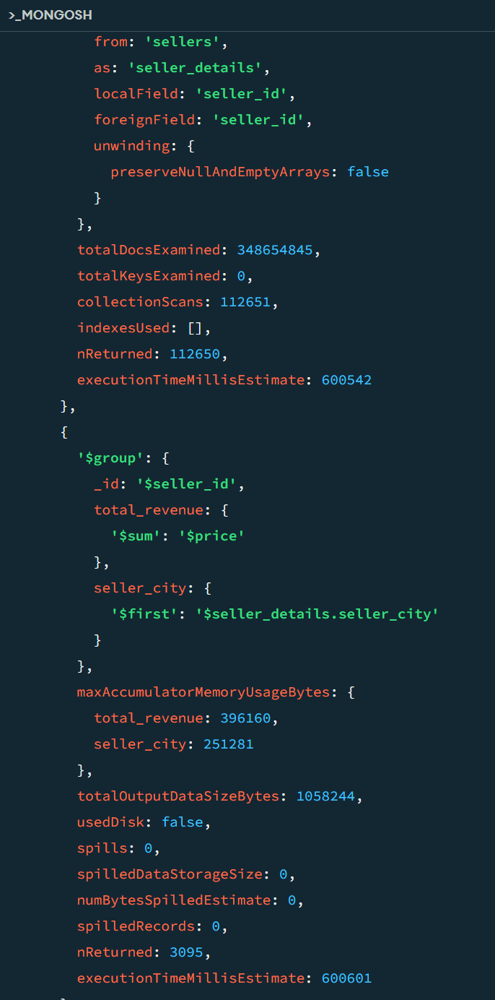 >_MONGOSH
from: 'sellers',
as: 'seller_details',
localField: 'seller_id',
foreignField: 'seller_id',
unwinding: {
preserveNullAndEmptyArrays: false
}
},
totalDocsExamined: 348654845,
totalKeysExamined: 0,
collectionScans: 112651,
indexesUsed: [],
nReturned: 112650,
executionTimeMillisEstimate: 600542
},
{
'$group': {
_id: '$seller_id',
total_revenue: {
'$sum': '$price'
},
seller_city: {
'$first': '$seller_details.seller_city'
}
},
maxAccumulatorMemoryUsageBytes: {
total_revenue: 396160,
seller_city: 251281
},
totalOutputDataSizeBytes: 1058244,
usedDisk: false,
spills: 0,
spilledDataStorageSize: 0,
numBytesSpilledEstimate: 0,
spilledRecords: 0,
nReturned: 3095,
executionTimeMillisEstimate: 600601